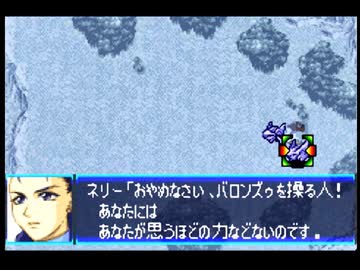 ネリー「おやめなさい、バロンズゥを操る人！
あなたには
あなたが思うほどの力などないのです。